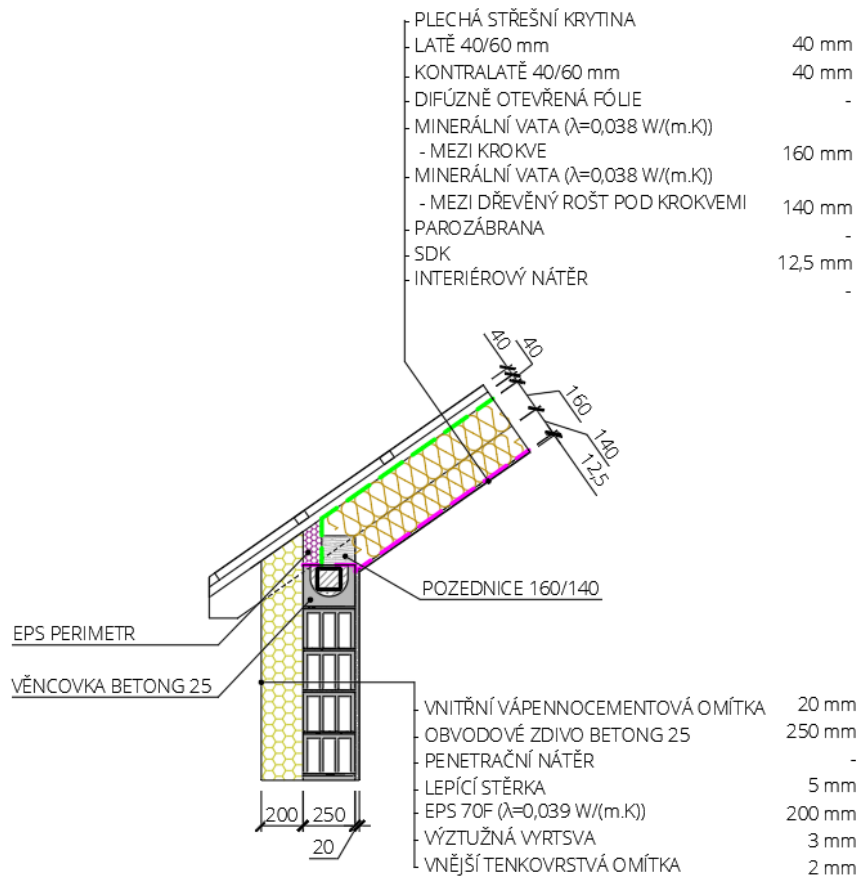 PLECHÁ STŘEŠNÍ KRYTINA
LATĚ 40/60 mm 40 mm
KONTRALATĚ 40/60 mm 40 mm
DIFÚZNĚ OTEVŘENÁ FÓLIE -
MINERÁLNÍ VATA (λ=0,038 W/(m.K))
- MEZI KROKVE 160 mm
MINERÁLNÍ VATA (λ=0,038 W/(m.K))
- MEZI DŘEVĚNÝ ROŠT POD KROKVEMI 140 mm
PAROZÁBRANA -
SDK 12,5 mm
INTERIÉROVÝ NÁTĚR -
40
40
160
140
12,5
POZEDNICE 160/140
EPS PERIMETR
VĚNCOVKA BETONG 25
VNITŘNÍ VÁPENNOCEMENTOVÁ OMÍTKA 20 mm
OBVODOVÉ ZDIVO BETONG 25 250 mm
PENETRAČNÍ NÁTĚR -
LEPÍCÍ STĚRKA 5 mm
EPS 70F (λ=0,039 W/(m.K)) 200 mm
VÝZTUŽNÁ VYRTSVA 3 mm
VNĚJŠÍ TENKOVRSTVÁ OMÍTKA 2 mm
200 250
20